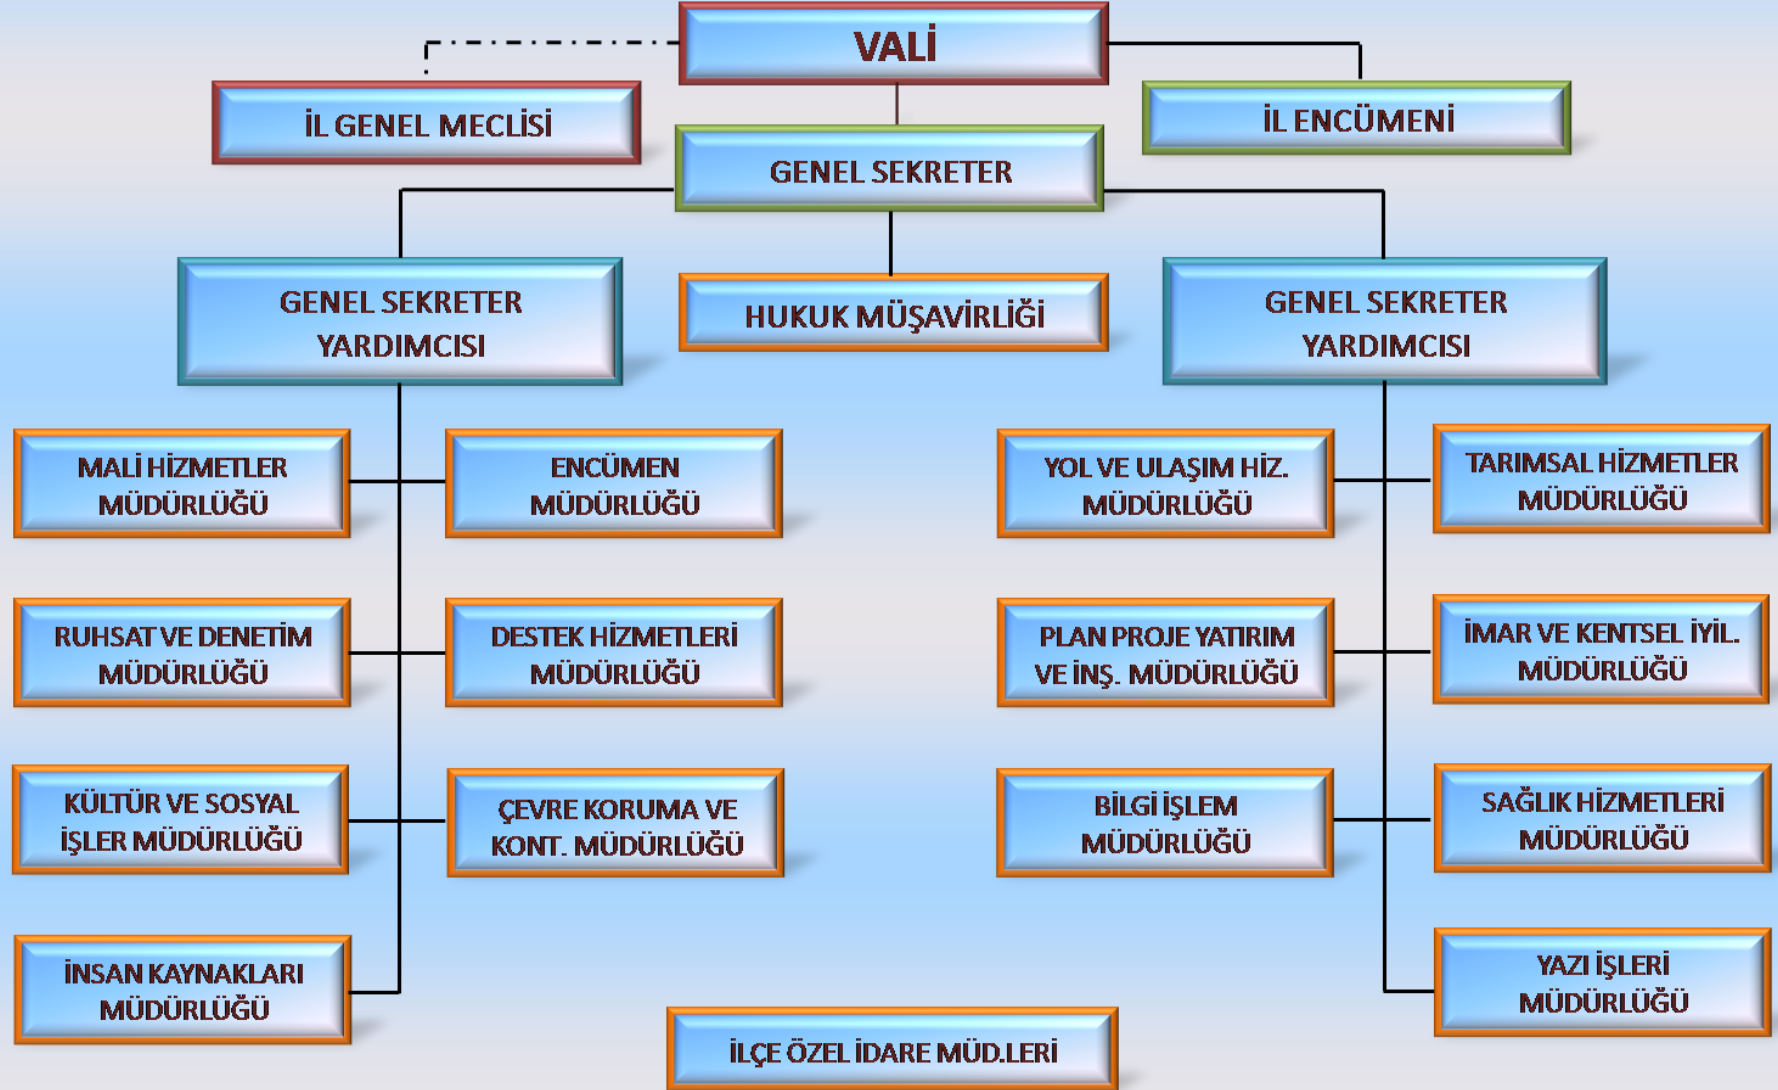 VALİ
İL GENEL MECLİSİ
İL ENCÜMENİ
GENEL SEKRETER
GENEL SEKRETER
YARDIMCISI
HUKUK MÜŞAVİRLİĞİ
GENEL SEKRETER
YARDIMCISI
MALİ HİZMETLER
MÜDÜRLÜĞÜ
ENCÜMEN
MÜDÜRLÜĞÜ
YOL VE ULAŞIM HİZ.
MÜDÜRLÜĞÜ
TARIMSAL HİZMETLER
MÜDÜRLÜĞÜ
RUHSAT VE DENETİM
MÜDÜRLÜĞÜ
DESTEK HİZMETLERİ
MÜDÜRLÜĞÜ
PLAN PROJE YATIRIM
VE İNŞ. MÜDÜRLÜĞÜ
İMAR VE KENTSEL İYİL.
MÜDÜRLÜĞÜ
KÜLTÜR VE SOSYAL
İŞLER MÜDÜRLÜĞÜ
ÇEVRE KORUMA VE
KONT. MÜDÜRLÜĞÜ
BİLGİ İŞLEM
MÜDÜRLÜĞÜ
SAĞLIK HİZMETLERİ
MÜDÜRLÜĞÜ
İNSAN KAYNAKLARI
MÜDÜRLÜĞÜ
YAZI İŞLERİ
MÜDÜRLÜĞÜ
İLÇE ÖZEL İDARE MÜD.LERİ